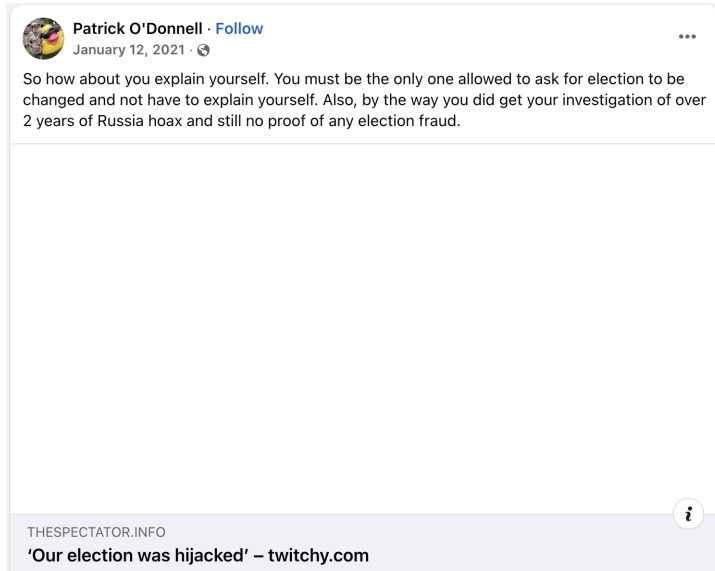 Patrick O'Donnell · Follow
January 12, 2021 ·
So how about you explain yourself. You must be the only one allowed to ask for election to be
changed and not have to explain yourself. Also, by the way you did get your investigation of over
2 years of Russia hoax and still no proof of any election fraud.
i
THESPECTATOR.INFO
‘Our election was hijacked’ – twitchy.com